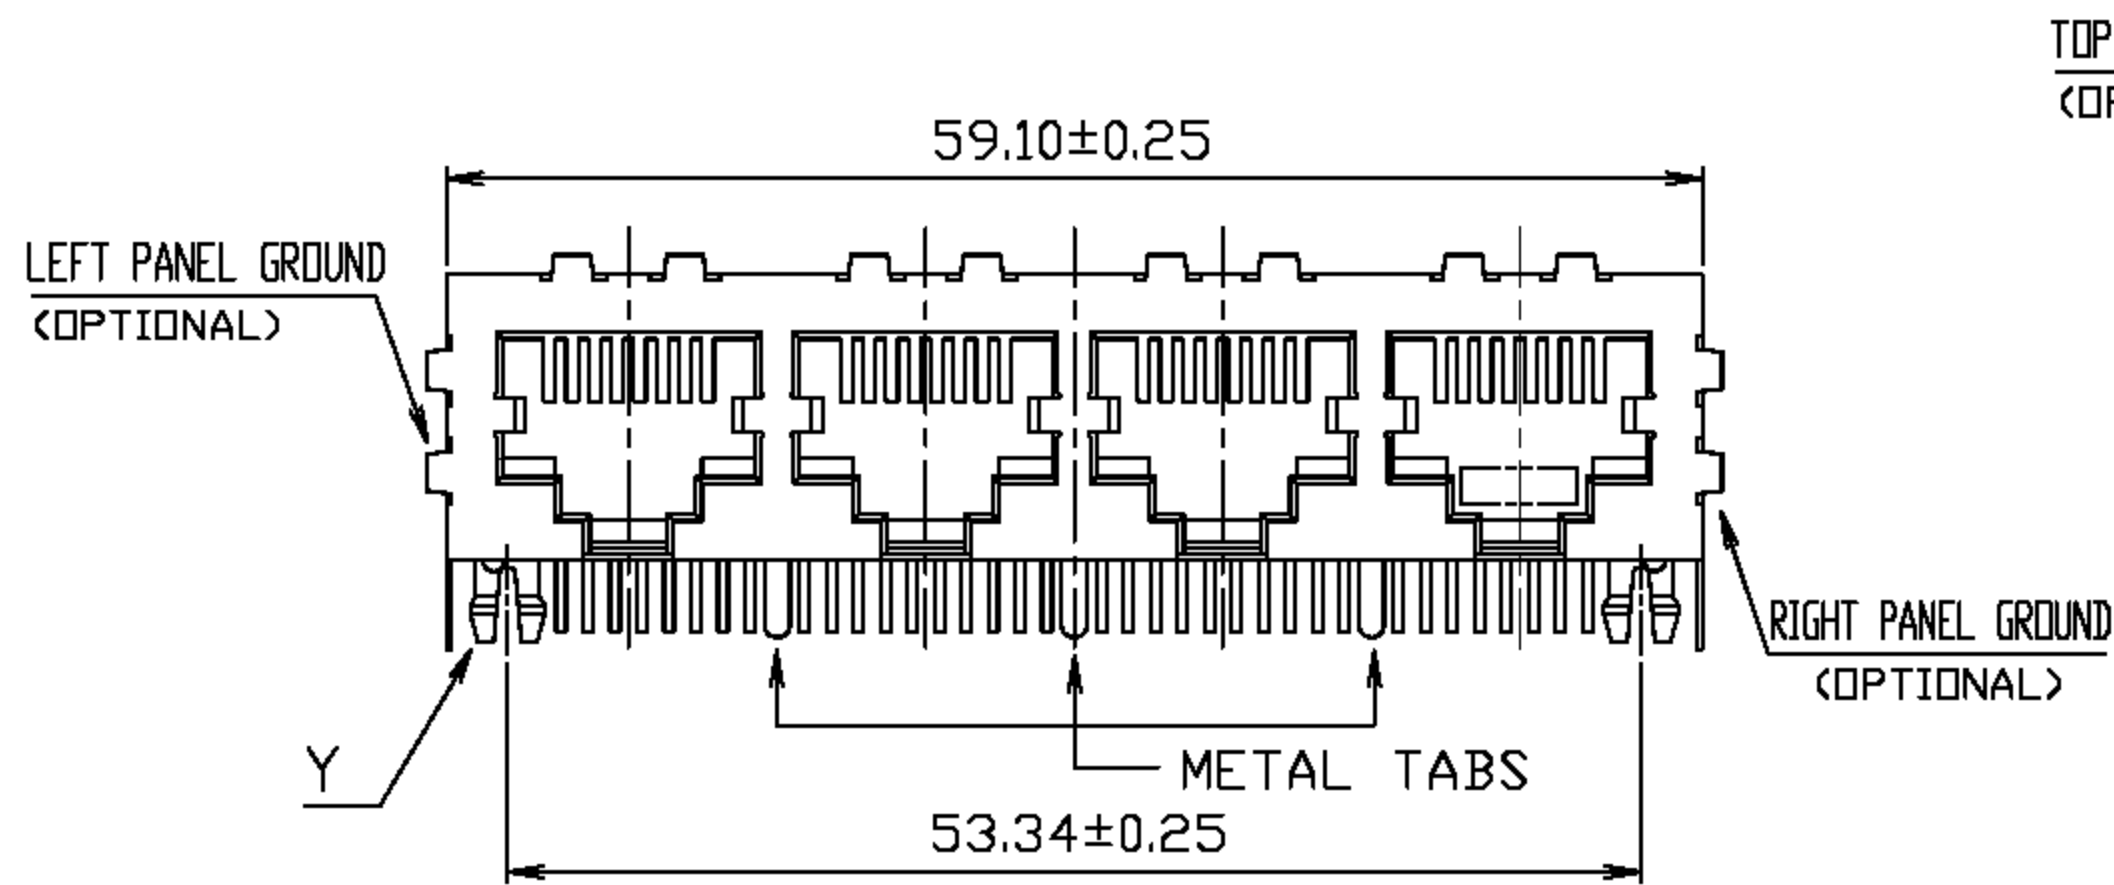 TOP
(OP
59.10±0.25
LEFT PANEL GROUND
(OPTIONAL)
RIGHT PANEL GROUND
(OPTIONAL)
Y
METAL TABS
53.34±0.25